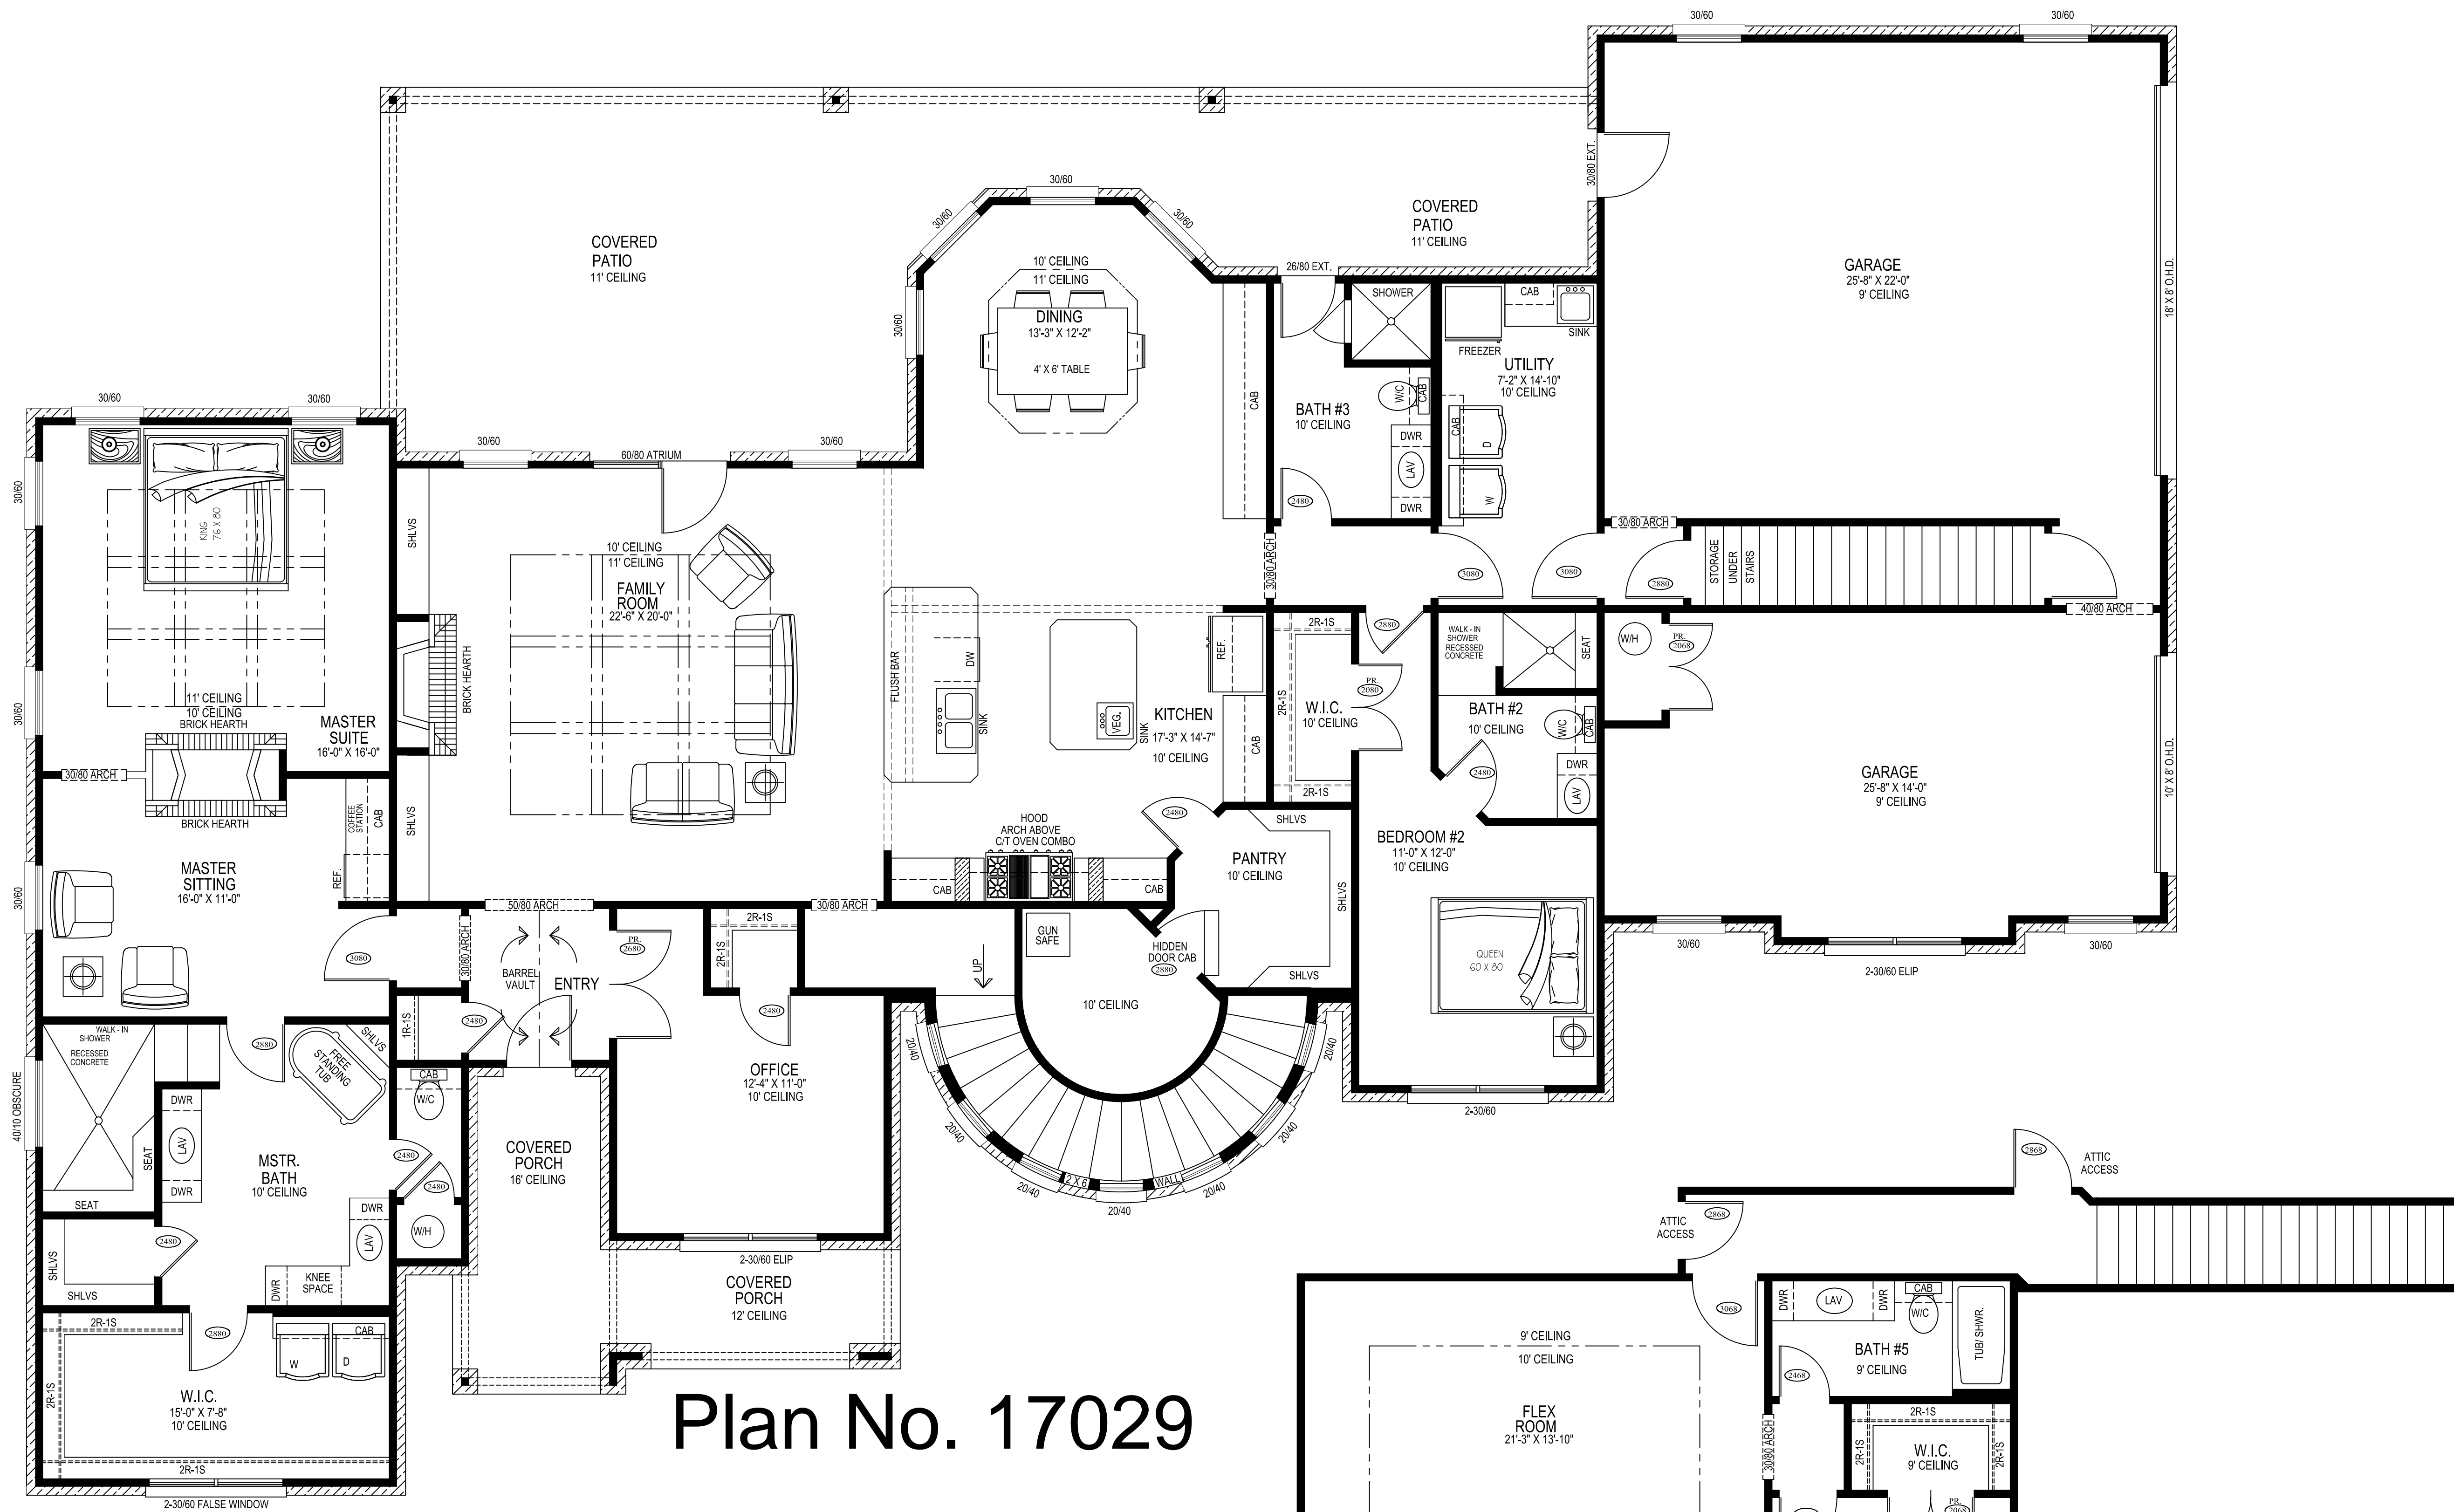 30/60
30/60
COVERED
PATIO
11' CEILING
30/60
30/60
30/60
30/60
10' CEILING
11' CEILING
DINING
13'-3" X 12'-2"
4' X 6' TABLE
CAB
COVERED
PATIO
11' CEILING
30/80 EXT.
GARAGE
25'-8" X 22'-0"
9' CEILING
18' X 8' O.H.D.
26/80 EXT.
SHOWER
BATH #3
10' CEILING
W/C
CAB
DWR
LAV
DWR
2480
CAB
SINK
FREEZER
UTILITY
7'-2" X 14'-10"
10' CEILING
CAB
D
W
30/60
30/60
30/60
KING
76 X 80
30/60
11' CEILING
10' CEILING
BRICK HEARTH
MASTER
SUITE
16'-0" X 16'-0"
30/80 ARCH
BRICK HEARTH
COFFEE
STATION
CAB
REF.
MASTER
SITTING
16'-0" X 11'-0"
30/60
3080
30/60
60/80 ATRIUM
30/60
SHLVS
10' CEILING
11' CEILING
FAMILY
ROOM
22'-6" X 20'-0"
BRICK HEARTH
SHLVS
FLUSH BAR
DW
SINK
VEG.
SINK
REF.
CAB
KITCHEN
17'-3" X 14'-7"
10' CEILING
HOOD
ARCH ABOVE
C/T OVEN COMBO
CAB
CAB
30/80 ARCH
3080
3080
2880
30/80 ARCH
STORAGE
UNDER
STAIRS
40/80 ARCH
2R-1S
2R-1S
W.I.C.
10' CEILING
2R-1S
2880
PR.
2080
WALK - IN
SHOWER
RECESSED
CONCRETE
SEAT
BATH #2
10' CEILING
W/C
CAB
DWR
LAV
2480
W/H
PR.
2068
GARAGE
25'-8" X 14'-0"
9' CEILING
10' X 8' O.H.D.
30/60
2-30/60 ELIP
30/60
2480
SHLVS
PANTRY
10' CEILING
SHLVS
SHLVS
HIDDEN
DOOR CAB
2880
GUN
SAFE
10' CEILING
BEDROOM #2
11'-0" X 12'-0"
10' CEILING
QUEEN
60 X 80
2-30/60
50/80 ARCH
30/80 ARCH
30/80 ARCH
BARREL
VAULT
ENTRY
PR.
2680
2R-1S
2R-1S
2480
UP
1R-1S
2480
OFFICE
12'-4" X 11'-0"
10' CEILING
20/40
20/40
20/40
2 X 6
20/40
WALL
20/40
20/40
20/40
WALK - IN
SHOWER
RECESSED
CONCRETE
40/10 OBSCURE
SEAT
SEAT
2880
FREE
STANDING
TUB
SHLVS
DWR
LAV
DWR
MSTR.
BATH
10' CEILING
CAB
W/C
2480
2480
W/H
DWR
LAV
KNEE
SPACE
DWR
SHLVS
SHLVS
2480
COVERED
PORCH
16' CEILING
2-30/60 ELIP
COVERED
PORCH
12' CEILING
2R-1S
2880
W
D
CAB
2R-1S
W.I.C.
15'-0" X 7'-8"
10' CEILING
2R-1S
2-30/60 FALSE WINDOW
Plan No. 17029
2868
ATTIC
ACCESS
ATTIC
ACCESS
2868
3068
9' CEILING
10' CEILING
FLEX
ROOM
21'-3" X 13'-10"
DWR
LAV
DWR
CAB
W/C
TUB/ SHWR.
BATH #5
9' CEILING
2468
30/80 ARCH
2R-1S
2R-1S
W.I.C.
9' CEILING
2R-1S
PR.
2068